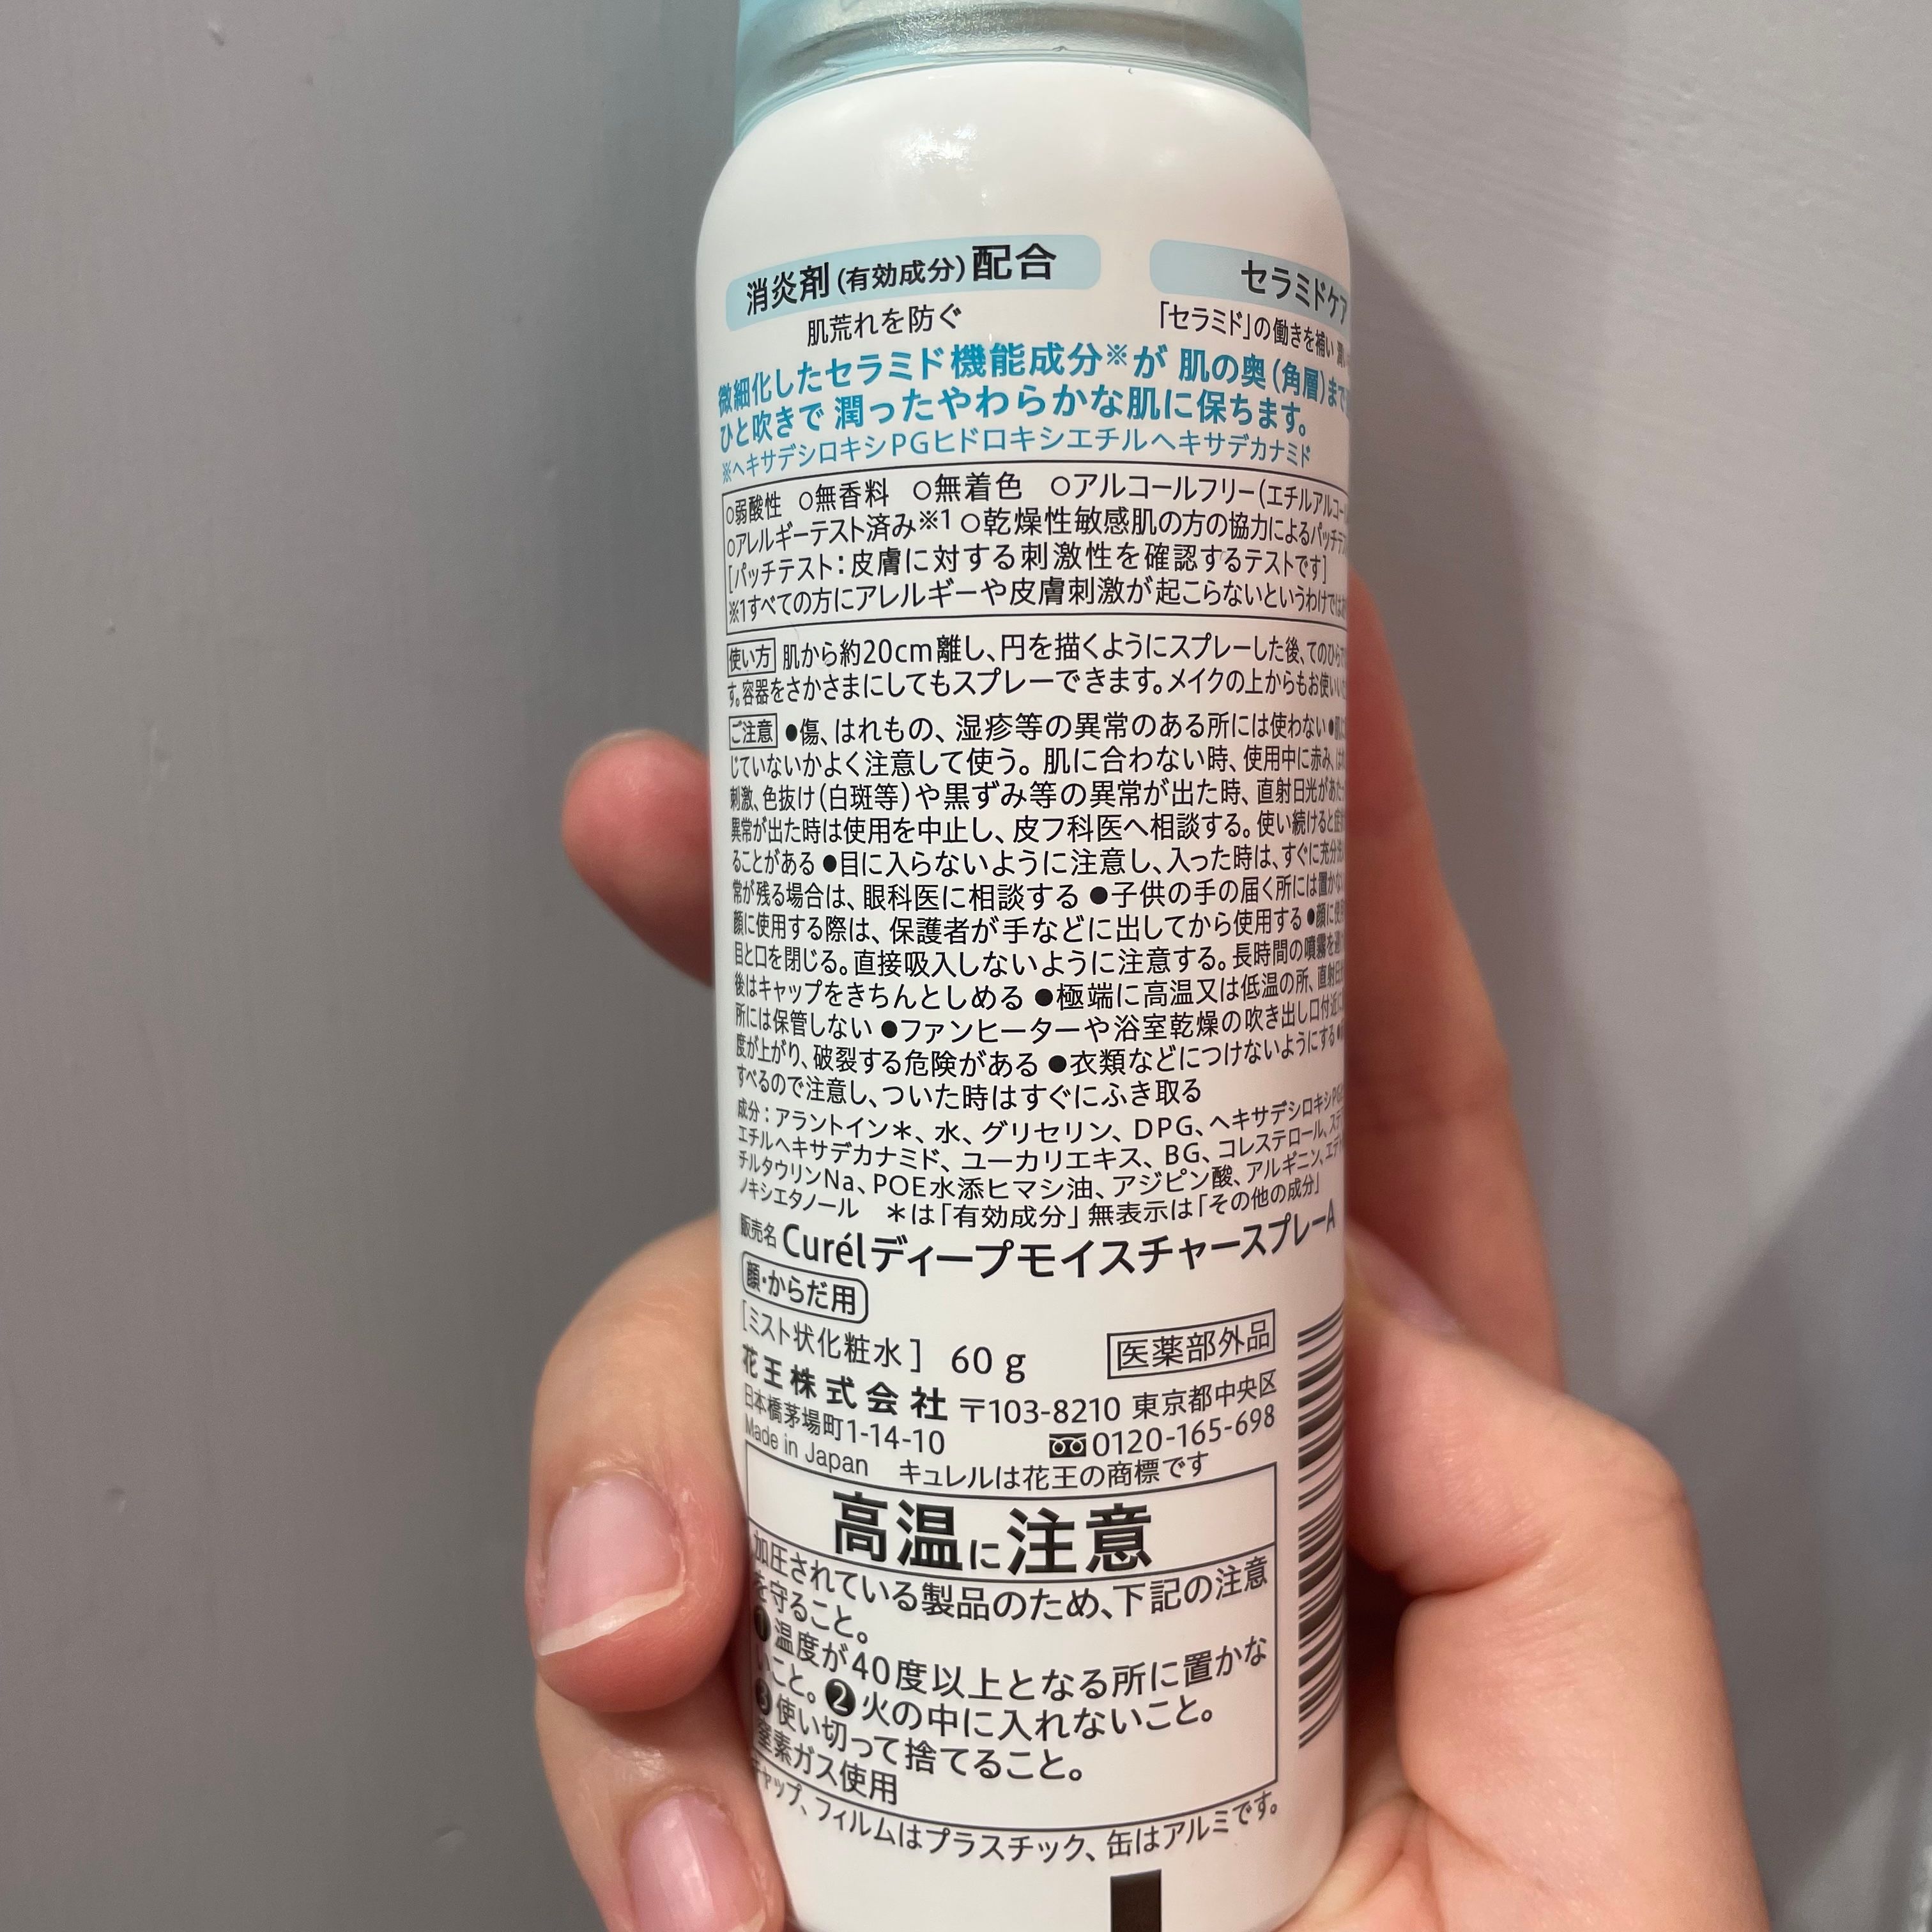 消炎剤(有効成分)配合
肌荒れを防ぐ
セラミドケア
「セラミド」の働きを補い 潤
微細化したセラミド機能成分※が 肌の奥(角層)まで
ひと吹きで 潤ったやわらかな肌に保ちます。
※ヘキサデシロキシPGヒドロキシエチルヘキサデカナミド
○弱酸性 ○無香料 ○無着色 ○アルコールフリー(エチルアルコー
○アレルギーテスト済み※1 ○乾燥性敏感肌の方の協力によるパッチテ
[パッチテスト:皮膚に対する刺激性を確認するテストです]
※1すべての方にアレルギーや皮膚刺激が起こらないというわけでは
使い方 肌から約20cm離し、円を描くようにスプレーした後、てのひら
す。容器をさかさまにしてもスプレーできます。メイクの上からもお使い
ご注意 ●傷、はれもの、湿疹等の異常のある所には使わない●
じていないかよく注意して使う。肌に合わない時、使用中に赤み、
刺激、色抜け(白斑等)や黒ずみ等の異常が出た時、直射日光があた
異常が出た時は使用を中止し、皮フ科医へ相談する。使い続けると
ることがある ●目に入らないように注意し、入った時は、すぐに充分
常が残る場合は、眼科医に相談する ●子供の手の届く所には置かな
顔に使用する際は、保護者が手などに出してから使用する ●顔に使
目と口を閉じる。直接吸入しないように注意する。長時間の噴霧を
後はキャップをきちんとしめる ●極端に高温又は低温の所、直射日
所には保管しない ●ファンヒーターや浴室乾燥の吹き出し口付近に
度が上がり、破裂する危険がある ●衣類などにつけないようにする
すべるので注意し、ついた時はすぐにふき取る
成分:アラントイン*、水、グリセリン、DPG、ヘキサデシロキシPG
エチルヘキサデカナミド、ユーカリエキス、BG、コレステロール、ステ
チルタウリンNa、POE水添ヒマシ油、アジピン酸、アルギニン、エデト
ノキシエタノール *は「有効成分」無表示は「その他の成分」
販売名 CurélディープモイスチャースプレーA
顔・からだ用
[ミスト状化粧水] 60g 医薬部外品
花王株式会社 〒103-8210 東京都中央区
日本橋茅場町1-14-10 0120-165-698
Made in Japan キュレルは花王の商標です
高温に注意
加圧されている製品のため、下記の注意
を守ること。
❶温度が40度以上となる所に置かな
いこと。❷火の中に入れないこと。
❸使い切って捨てること。
窒素ガス使用
キャップ、フィルムはプラスチック、缶はアルミです。